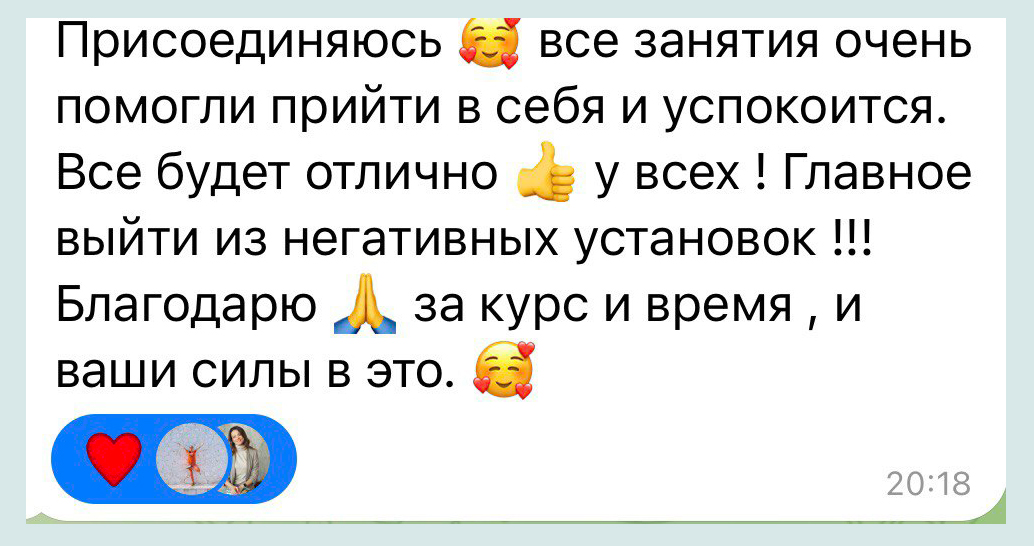 Присоединяюсь 🥰 все занятия очень
помогли прийти в себя и успокоится.
Все будет отлично 👍 у всех ! Главное
выйти из негативных установок !!!
Благодарю 🙏 за курс и время , и
ваши силы в это. 🥰
20:18